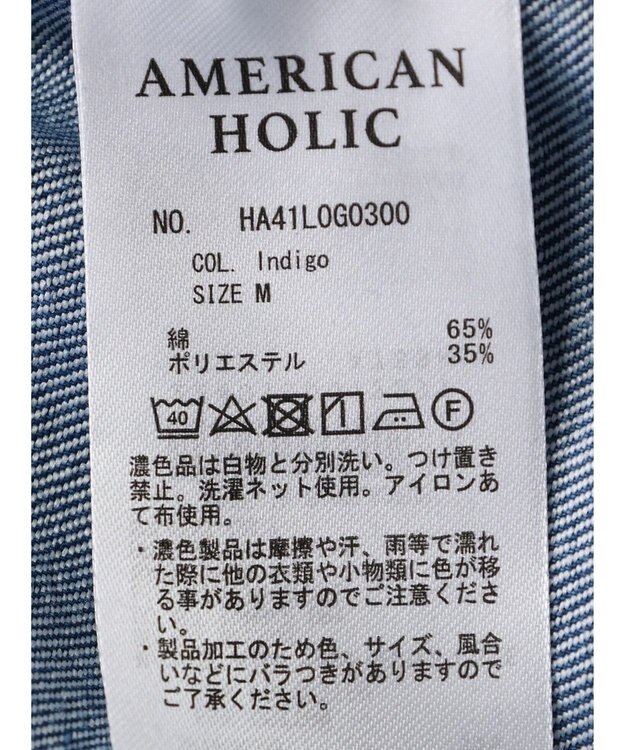 AMERICAN
HOLIC
NO. HA41L0G0300
COL. Indigo
SIZE M
綿 65%
ポリエステル 35%
40 F
濃色品は白物と分別洗い。つけ置き
禁止。洗濯ネット使用。アイロンあ
て布使用。
・濃色製品は摩擦や汗、雨等で濡れ
た際に他の衣類や小物類に色が移
る事がありますのでご注意くださ
い。
・製品加工のため色、サイズ、風合
いなどにバラつきがありますので
ご了承ください。